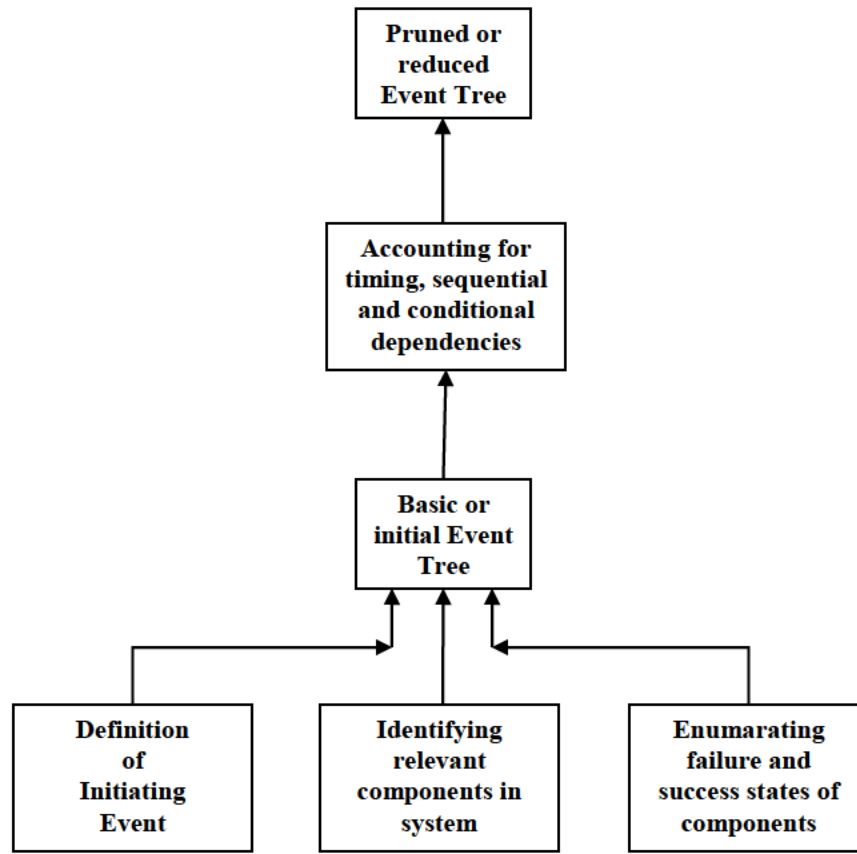 Pruned or
reduced
Event Tree
Accounting for
timing, sequential
and conditional
dependencies
Basic or
initial Event
Tree
Definition
of
Initiating
Event
Identifying
relevant
components in
system
Enumarating
failure and
success states of
components